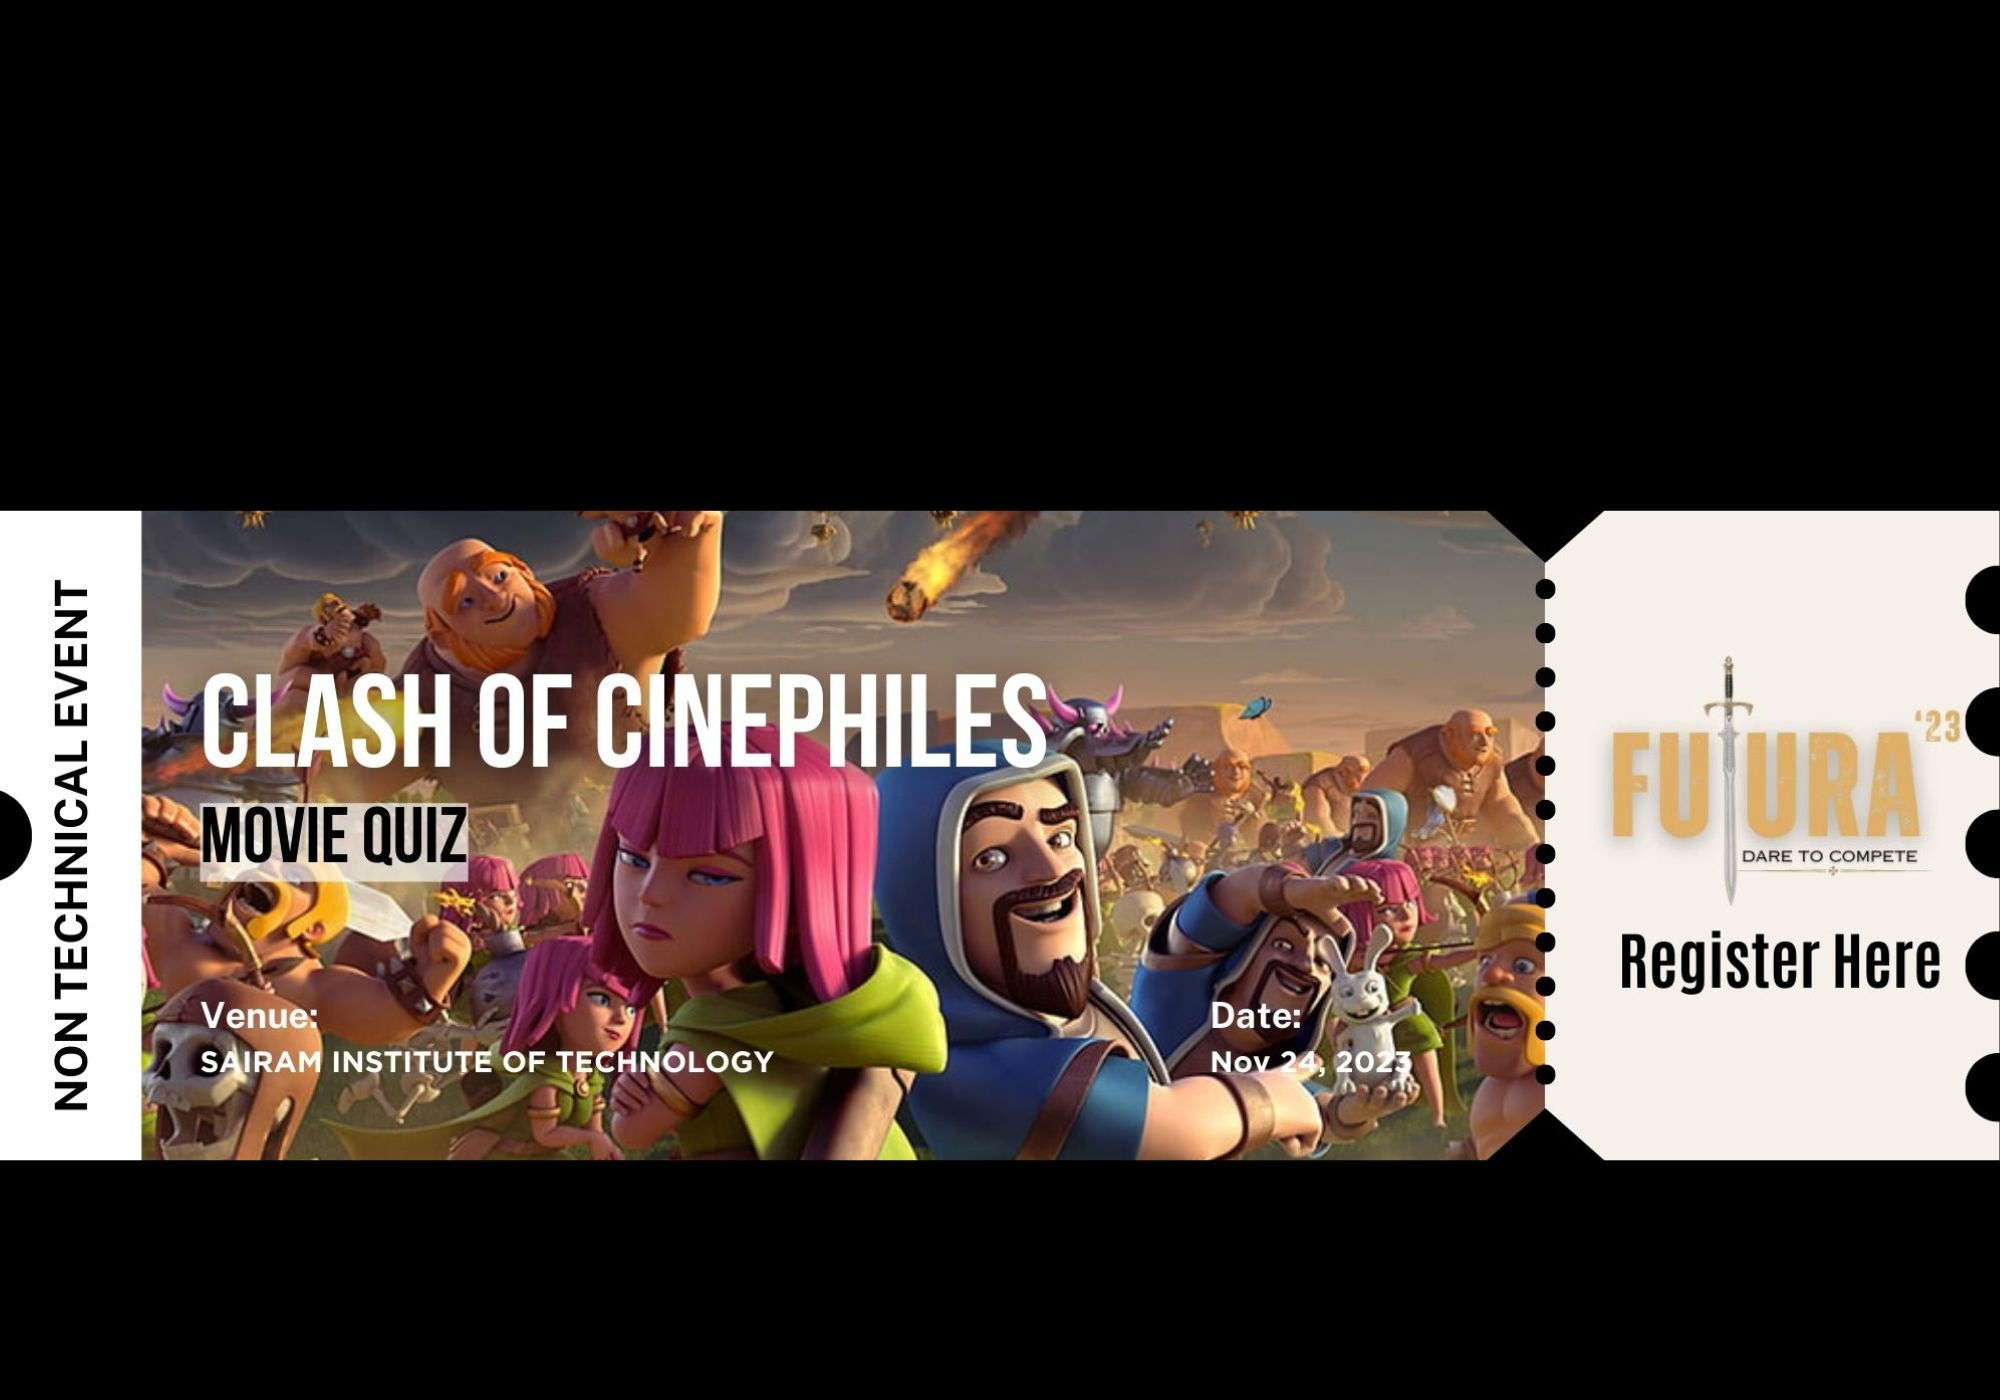 NON TECHNICAL EVENT
CLASH OF CINEPHILES
MOVIE QUIZ
Venue:
SAIRAM INSTITUTE OF TECHNOLOGY
Date:
Nov 24, 2023
FUTURA '23
DARE TO COMPETE
Register Here